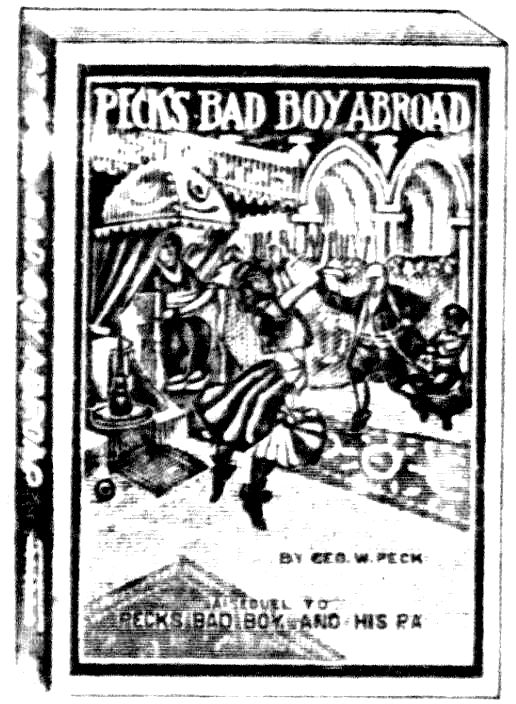 PECK'S BAD BOY ABROAD
BY GEO. W. PECK
A SEQUEL TO
PECK'S BAD BOY AND HIS PA